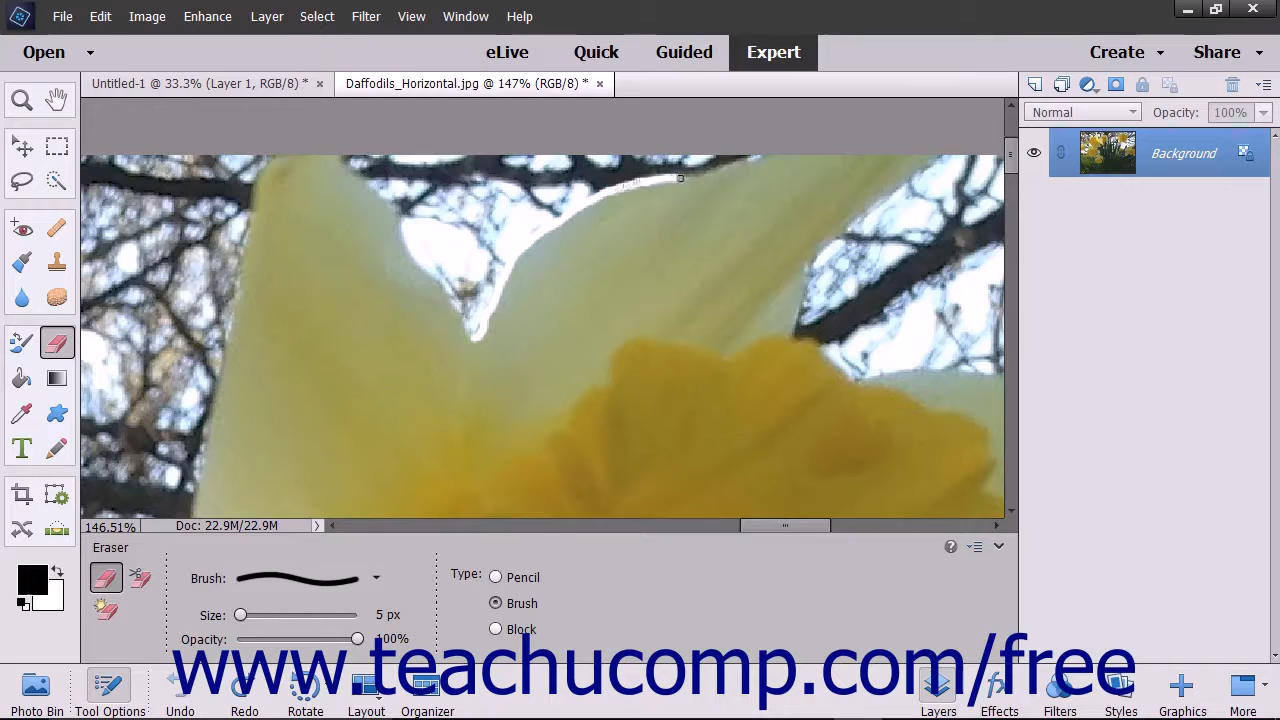 File Edit Image Enhance Layer Select Filter View Window Help
Open eLive Quick Guided Expert Create Share
Untitled-1 @ 33.3% (Layer 1, RGB/8) * × Daffodils_Horizontal.jpg @ 147% (RGB/8) * ×
Normal Opacity: 100%
Background
146.51% Doc: 22.9M/22.9M
Eraser
Brush: Type: Pencil
Size: 5 px Brush
Opacity: 100% Block
www.teachucomp.com/free
Photo Bin Tool Options Undo Redo Rotate Layout Organizer Layers Effects Filters Styles Graphics More